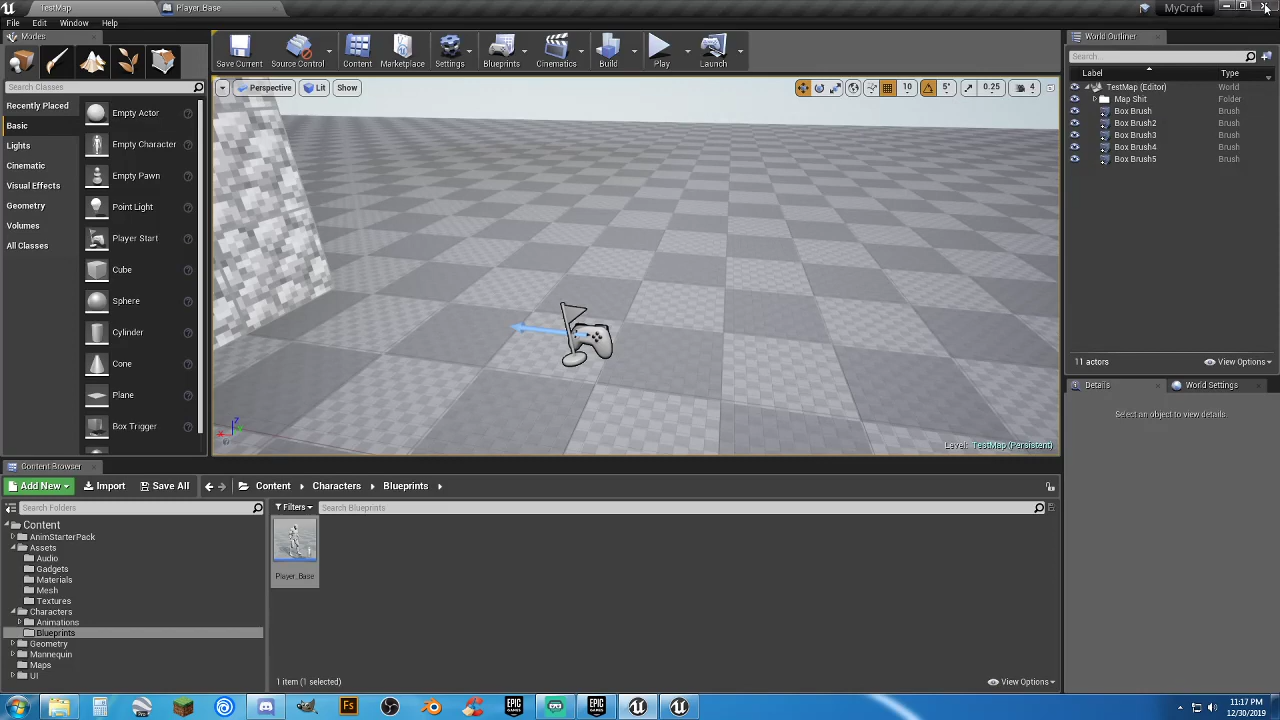 TestMap
Player_Base
MyCraft
File Edit Window Help
Modes
Search Classes
Recently Placed
Basic
Lights
Cinematic
Visual Effects
Geometry
Volumes
All Classes
Empty Actor
Empty Character
Empty Pawn
Point Light
Player Start
Cube
Sphere
Cylinder
Cone
Plane
Box Trigger
Save Current
Source Control
Content
Marketplace
Settings
Blueprints
Cinematics
Build
Play
Launch
Perspective
Lit
Show
10
5°
0.25
4
Level: TestMap (Persistent)
World Outliner
Search...
Label Type
TestMap (Editor) World
Map Shit Folder
Box Brush Brush
Box Brush2 Brush
Box Brush3 Brush
Box Brush4 Brush
Box Brush5 Brush
11 actors
View Options
Details
World Settings
Select an object to view details.
Content Browser
Add New
Import
Save All
Content
Characters
Blueprints
Search Folders
Filters
Search Blueprints
Content
AnimStarterPack
Assets
Audio
Gadgets
Materials
Mesh
Textures
Characters
Animations
Blueprints
Geometry
Mannequin
Maps
UI
Player_Base
1 item (1 selected)
View Options
Pro
Fs
EPIC
GAMES
EPIC
GAMES
11:17 PM
12/30/2019